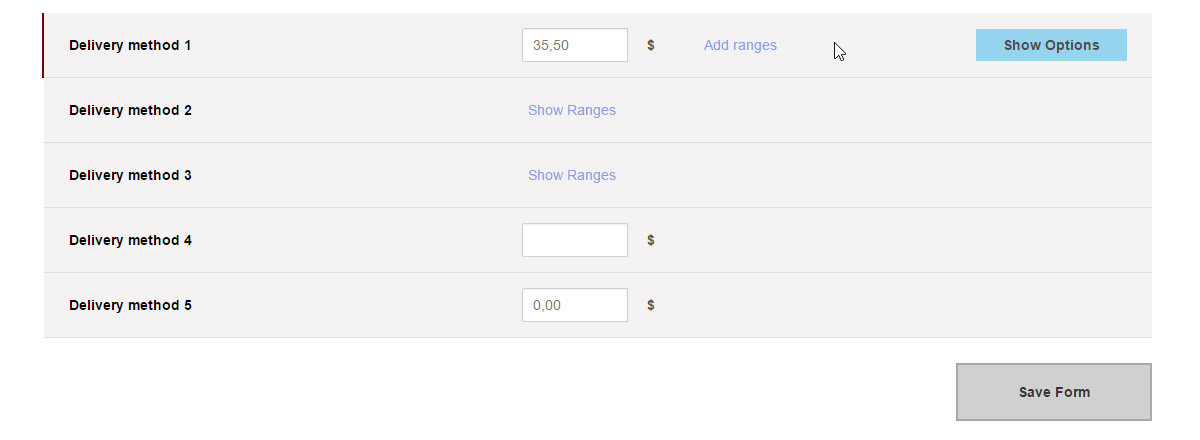 Delivery method 1 35,50 $ Add ranges Show Options
Delivery method 2 Show Ranges
Delivery method 3 Show Ranges
Delivery method 4 $
Delivery method 5 0,00 $
Save Form